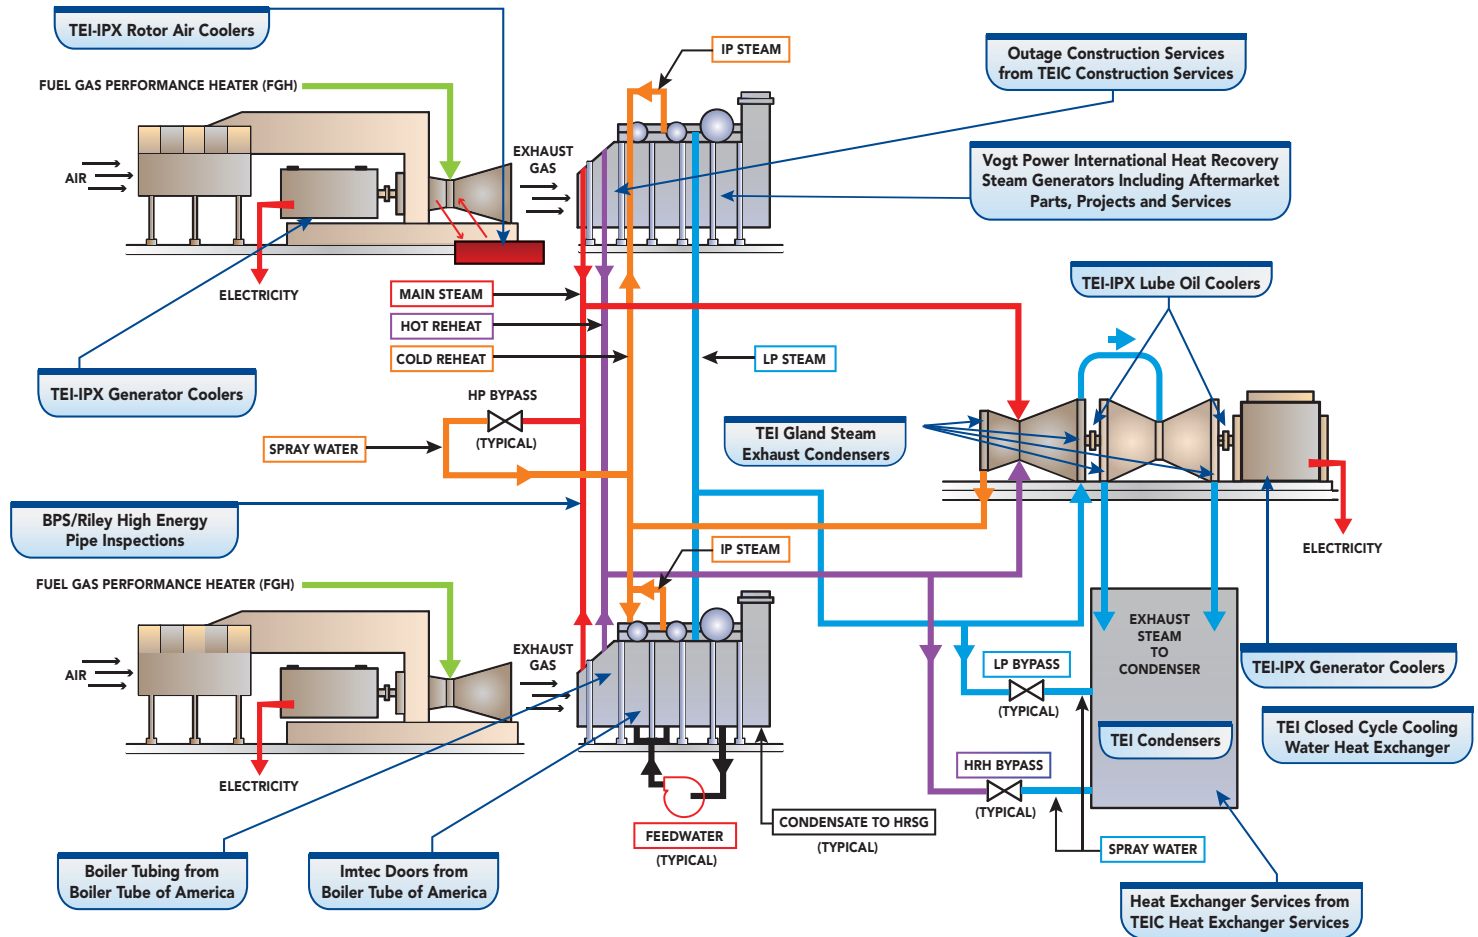 TEI-IPX Rotor Air Coolers
IP STEAM
Outage Construction Services
from TEIC Construction Services
FUEL GAS PERFORMANCE HEATER (FGH)
EXHAUST
GAS
AIR
Vogt Power International Heat Recovery
Steam Generators Including Aftermarket
Parts, Projects and Services
ELECTRICITY
MAIN STEAM
HOT REHEAT
COLD REHEAT
LP STEAM
TEI-IPX Lube Oil Coolers
TEI-IPX Generator Coolers
HP BYPASS
(TYPICAL)
SPRAY WATER
TEI Gland Steam
Exhaust Condensers
BPS/Riley High Energy
Pipe Inspections
IP STEAM
ELECTRICITY
FUEL GAS PERFORMANCE HEATER (FGH)
EXHAUST
GAS
AIR
EXHAUST
STEAM
TO
CONDENSER
LP BYPASS
(TYPICAL)
TEI-IPX Generator Coolers
TEI Condensers
TEI Closed Cycle Cooling
Water Heat Exchanger
HRH BYPASS
(TYPICAL)
ELECTRICITY
FEEDWATER
(TYPICAL)
CONDENSATE TO HRSG
(TYPICAL)
SPRAY WATER
Boiler Tubing from
Boiler Tube of America
Imtec Doors from
Boiler Tube of America
Heat Exchanger Services from
TEIC Heat Exchanger Services